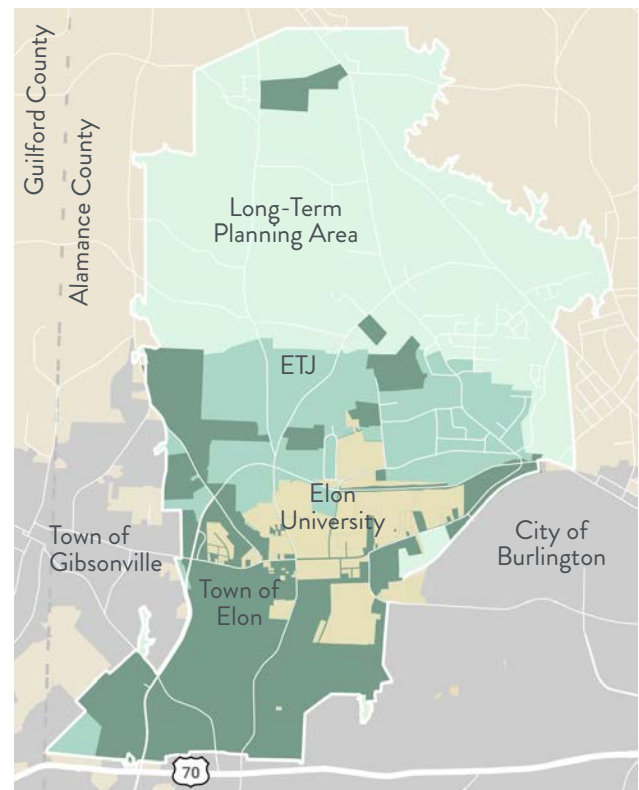 Guilford County
Alamance County
Long-Term
Planning Area
ETJ
Elon
University
Town of
Gibsonville
City of
Burlington
Town of
Elon
70